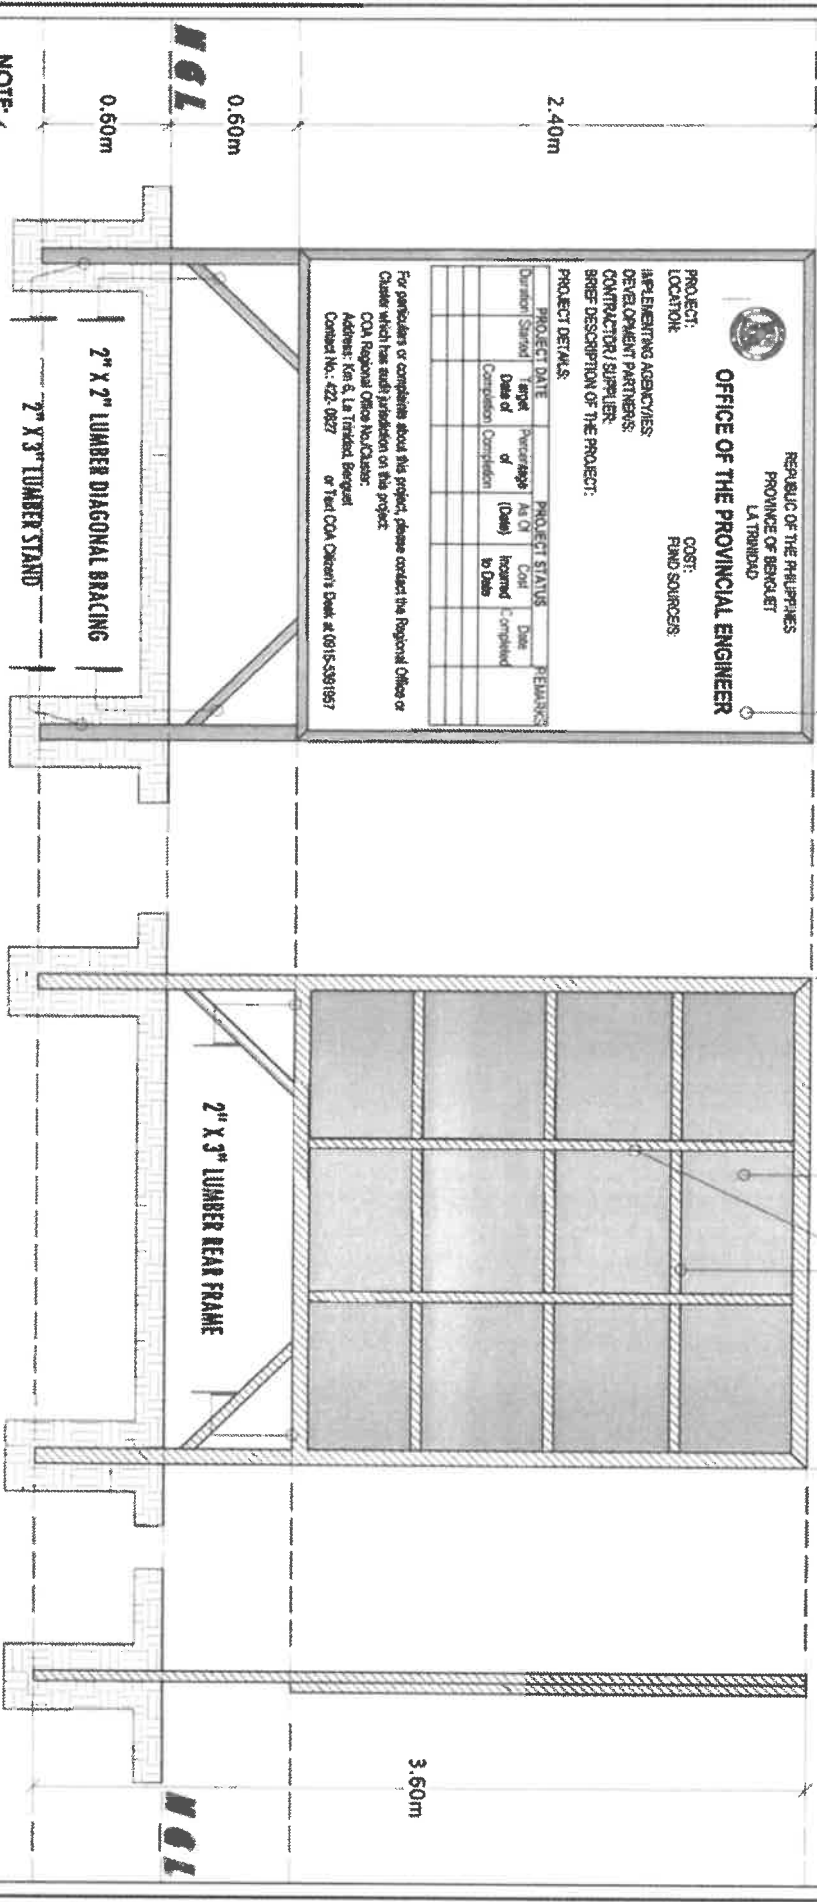 2.40m
0.60m
0.60m
NGL
NOTE:
REPUBLIC OF THE PHILIPPINES
PROVINCE OF BENGUET
LA TRINIDAD
OFFICE OF THE PROVINCIAL ENGINEER
PROJECT:
LOCATION:
COST:
FUND SOURCE/S:
IMPLEMENTING AGENCY/IES:
DEVELOPMENT PARTNER/S:
CONTRACTOR / SUPPLIER:
BRIEF DESCRIPTION OF THE PROJECT:
PROJECT DETAILS:
PROJECT DATE PROJECT STATUS REMARKS
Duration Started Target Date of Completion Percentage of Completion As Of (Date) Cost Incurred to Date Date Completed
For particulars or complaints about this project, please contact the Regional Office or
Cluster which has audit jurisdiction on this project:
COA Regional Office No./Cluster:
Address: Km 6, La Trinidad, Benguet
Contact No.: 422- 0827 or Text COA Citizen's Desk at 0915-5391957
2" X 2" LUMBER DIAGONAL BRACING
2" X 3" LUMBER STAND
2" X 3" LUMBER REAR FRAME
3.60m
NGL